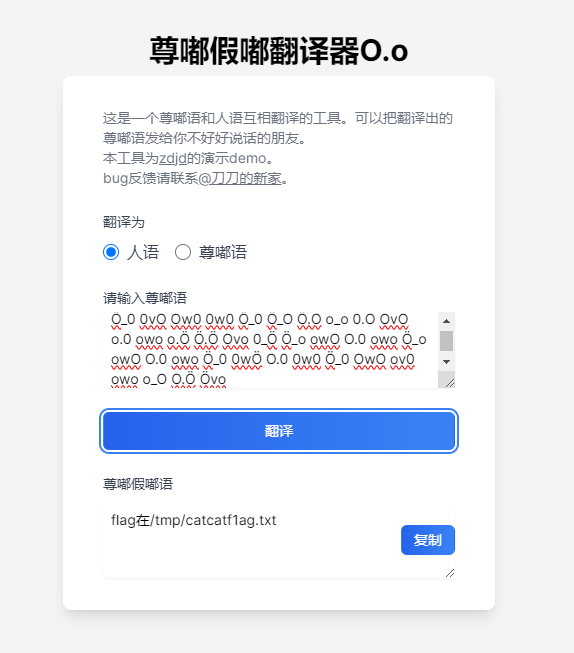 尊嘟假嘟翻译器O.o
这是一个尊嘟语和人语互相翻译的工具。可以把翻译出的
尊嘟语发给你不好好说话的朋友。
本工具为zdjd的演示demo。
bug反馈请联系@刀刀的新家。
翻译为
人语 尊嘟语
请输入尊嘟语
Ö_0 0vO Ow0 0w0 Ö_0 Ö_O Ö.O o_o 0.O OvO
o.0 owo o.Ö Ö.Ö Ovo 0_Ö Ö_o owO O.0 owo Ö_o
owO O.0 owo Ö_0 0wÖ O.0 0w0 Ö_0 OwO ov0
owo o_O O.Ö Övo
翻译
尊嘟假嘟语
flag在/tmp/catcatf1ag.txt
复制